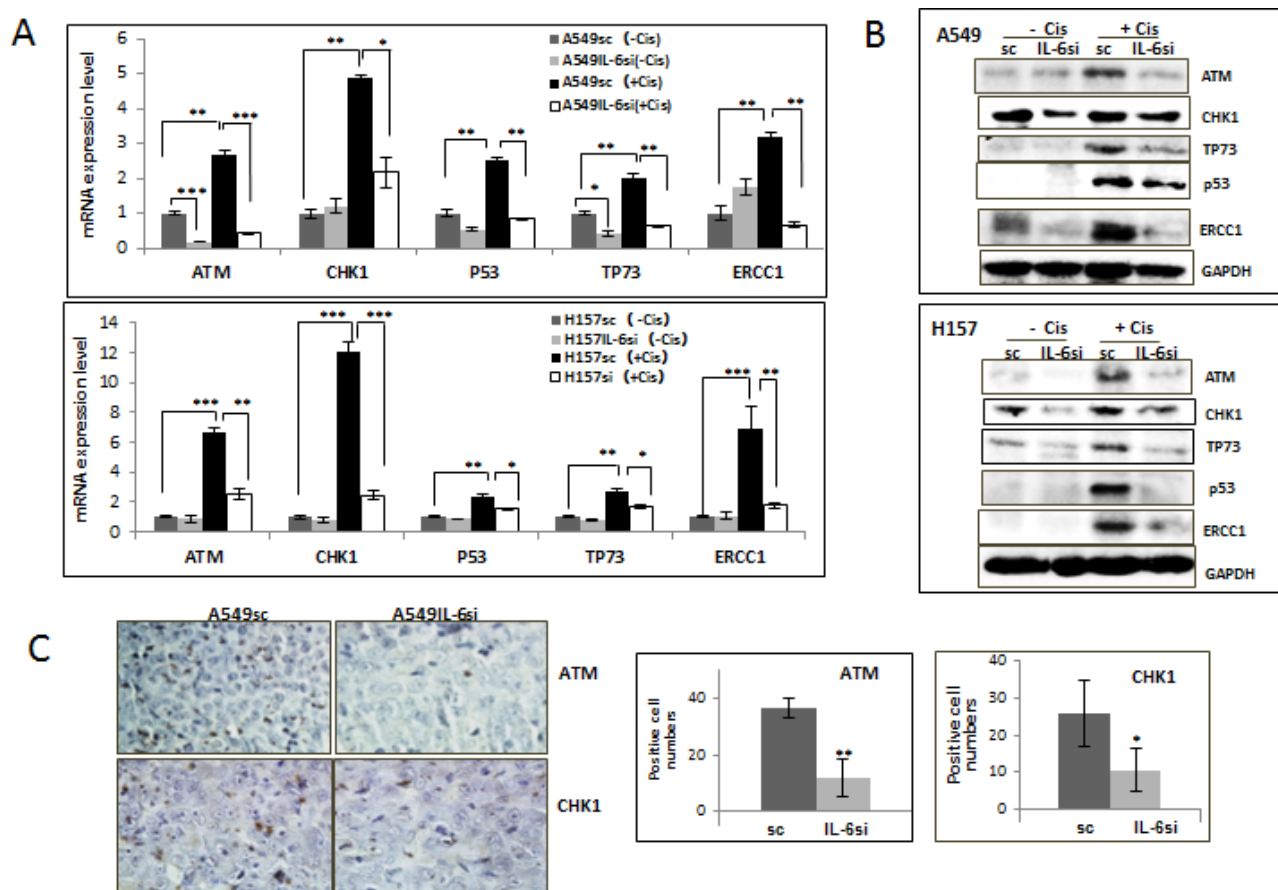 A
mRNA expression level
6
5
4
3
2
1
0
A549sc (-Cis)
A549IL-6si(-Cis)
A549sc (+Cis)
A549IL-6si(+Cis)
** *** *** ** * ** ** ** * ** ** **
ATM CHK1 P53 TP73 ERCC1
mRNA expression level
14
12
10
8
6
4
2
0
H157sc (-Cis)
H157IL-6si (-Cis)
H157sc (+Cis)
H157si (+Cis)
*** ** *** *** ** * ** * *** **
ATM CHK1 P53 TP73 ERCC1
B
A549 - Cis + Cis
sc IL-6si sc IL-6si
ATM
CHK1
TP73
p53
ERCC1
GAPDH
H157 - Cis + Cis
sc IL-6si sc IL-6si
ATM
CHK1
TP73
p53
ERCC1
GAPDH
C
A549sc A549IL-6si
ATM
CHK1
ATM
Positive cell
numbers
40
20
0
**
sc IL-6si
CHK1
Positive cell
numbers
40
30
20
10
0
*
sc IL-6si